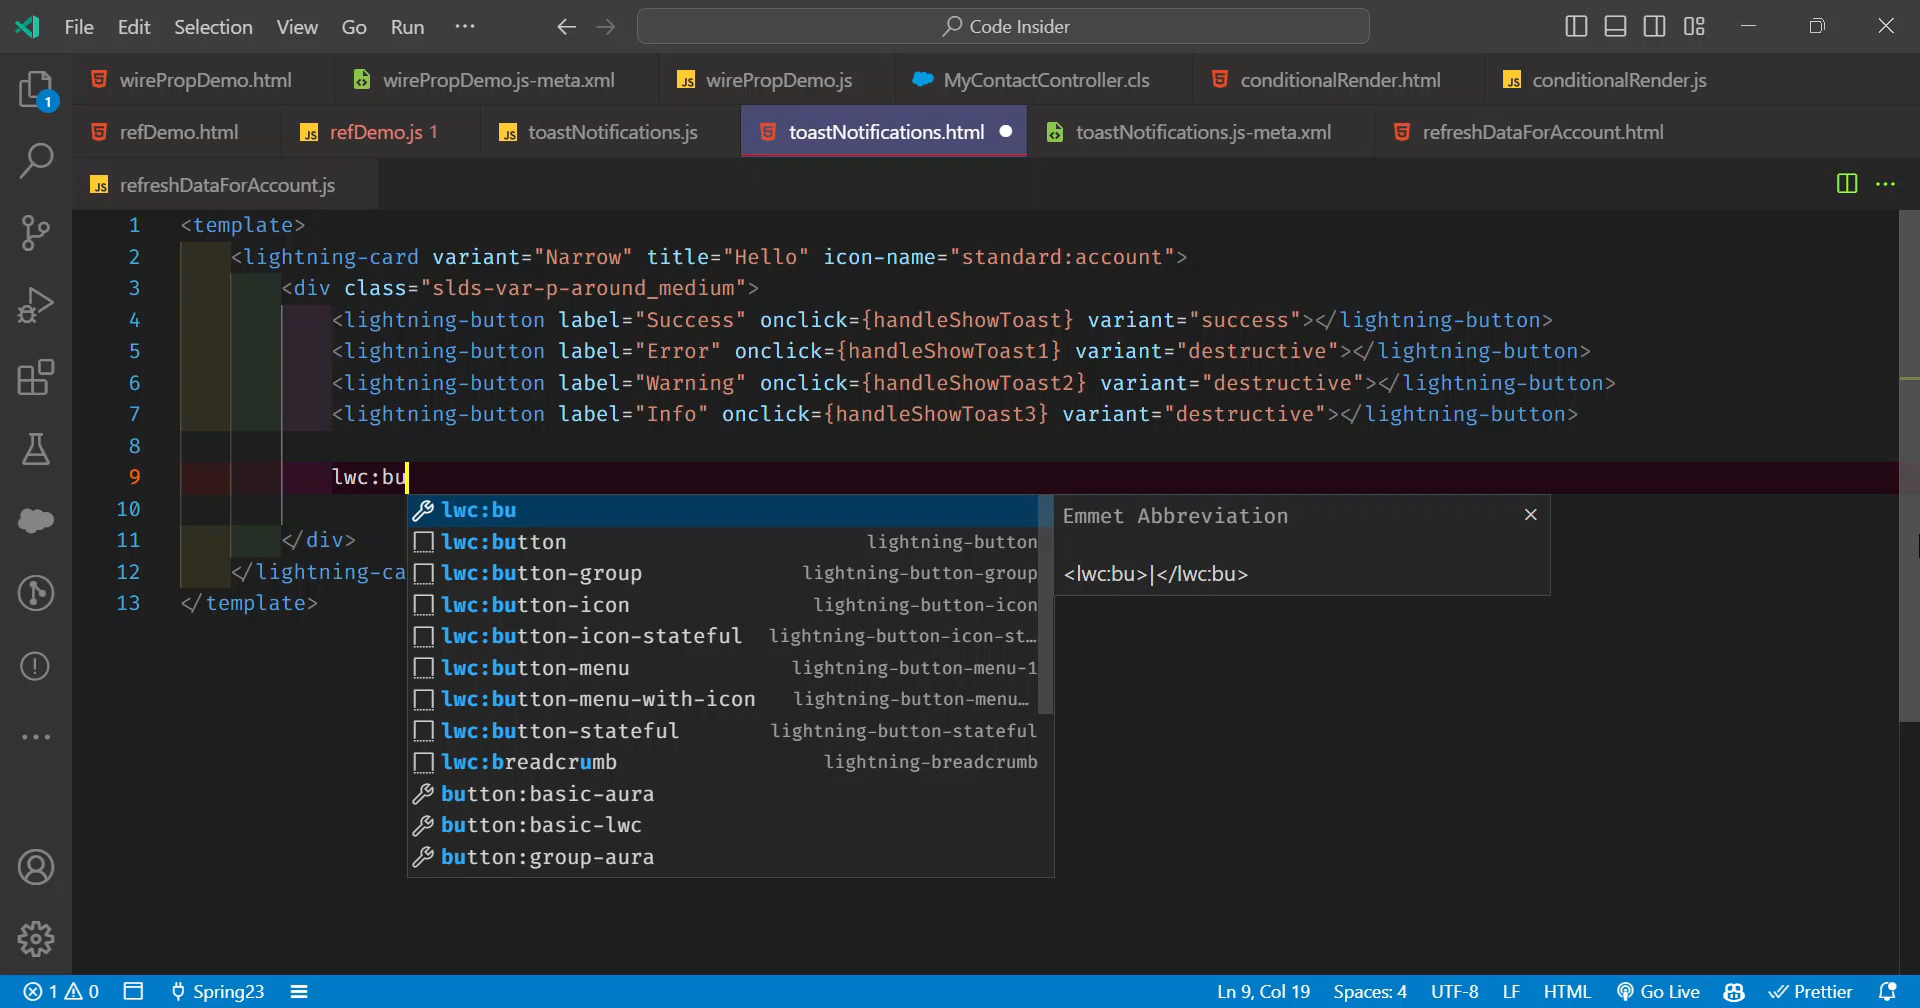 File Edit Selection View Go Run ··· Code Insider
1
wirePropDemo.html wirePropDemo.js-meta.xml wirePropDemo.js MyContactController.cls conditionalRender.html conditionalRender.js
refDemo.html refDemo.js 1 toastNotifications.js toastNotifications.html toastNotifications.js-meta.xml refreshDataForAccount.html
refreshDataForAccount.js
1 <template>
2 <lightning-card variant="Narrow" title="Hello" icon-name="standard:account">
3 <div class="slds-var-p-around_medium">
4 <lightning-button label="Success" onclick={handleShowToast} variant="success"></lightning-button>
5 <lightning-button label="Error" onclick={handleShowToast1} variant="destructive"></lightning-button>
6 <lightning-button label="Warning" onclick={handleShowToast2} variant="destructive"></lightning-button>
7 <lightning-button label="Info" onclick={handleShowToast3} variant="destructive"></lightning-button>
8
9 lwc:bu
10
11 </div>
12 </lightning-ca
13 </template>
lwc:bu
lwc:button lightning-button
lwc:button-group lightning-button-group
lwc:button-icon lightning-button-icon
lwc:button-icon-stateful lightning-button-icon-st…
lwc:button-menu lightning-button-menu-1
lwc:button-menu-with-icon lightning-button-menu…
lwc:button-stateful lightning-button-stateful
lwc:breadcrumb lightning-breadcrumb
button:basic-aura
button:basic-lwc
button:group-aura
Emmet Abbreviation
<lwc:bu>|</lwc:bu>
1 0 Spring23 Ln 9, Col 19 Spaces: 4 UTF-8 LF HTML Go Live Prettier